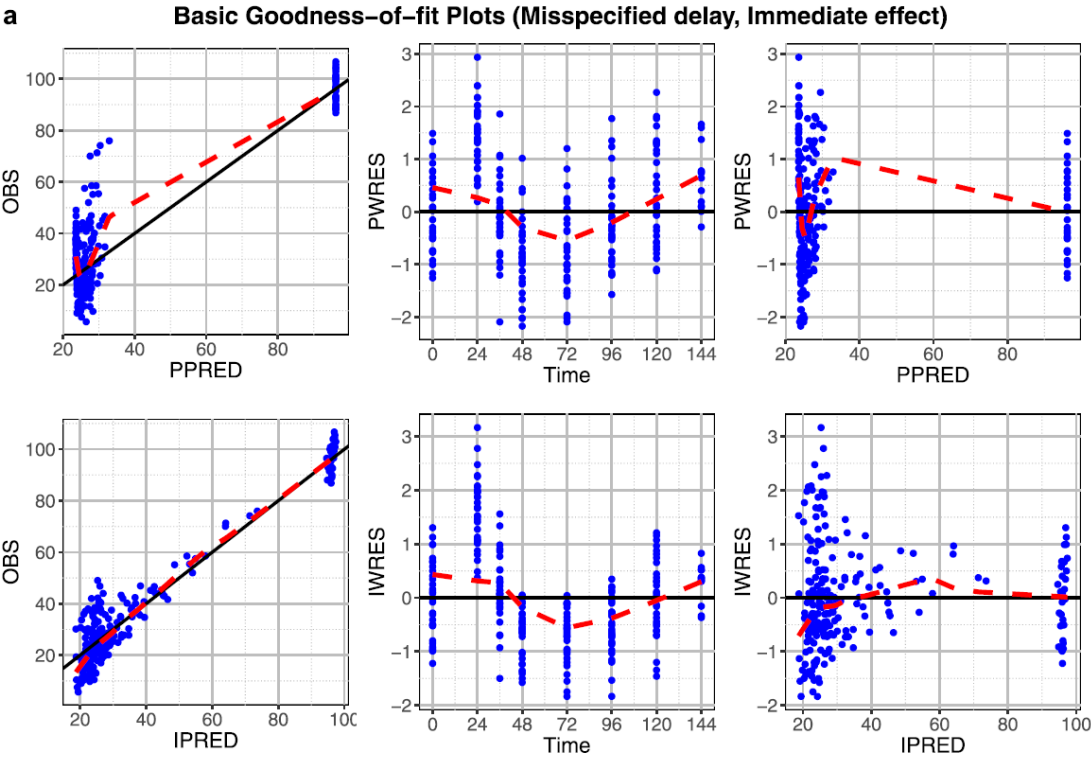 a Basic Goodness−of−fit Plots (Misspecified delay, Immediate effect)
OBS
100
80
60
40
20
20 40 60 80
PPRED
PWRES
3
2
1
0
−1
−2
0 24 48 72 96 120 144
Time
PWRES
3
2
1
0
−1
−2
20 40 60 80
PPRED
OBS
100
80
60
40
20
20 40 60 80 100
IPRED
IWRES
3
2
1
0
−1
−2
0 24 48 72 96 120 144
Time
IWRES
3
2
1
0
−1
−2
20 40 60 80 100
IPRED